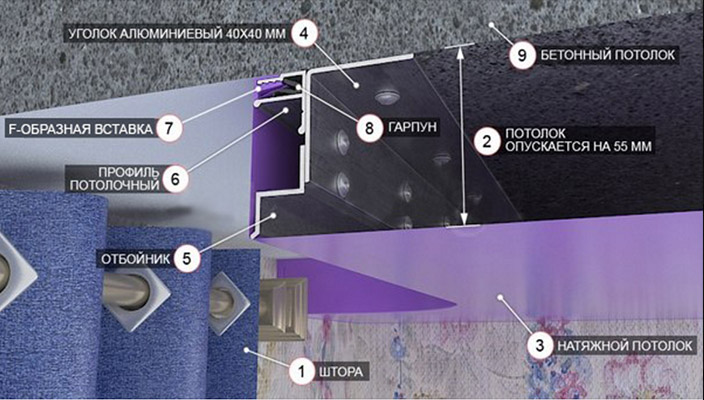 УГОЛОК АЛЮМИНИЕВЫЙ 40Х40 ММ 4
9 БЕТОННЫЙ ПОТОЛОК
F-ОБРАЗНАЯ ВСТАВКА 7
8 ГАРПУН
2 ПОТОЛОК
ОПУСКАЕТСЯ НА 55 ММ
ПРОФИЛЬ
ПОТОЛОЧНЫЙ 6
ОТБОЙНИК 5
3 НАТЯЖНОЙ ПОТОЛОК
1 ШТОРА